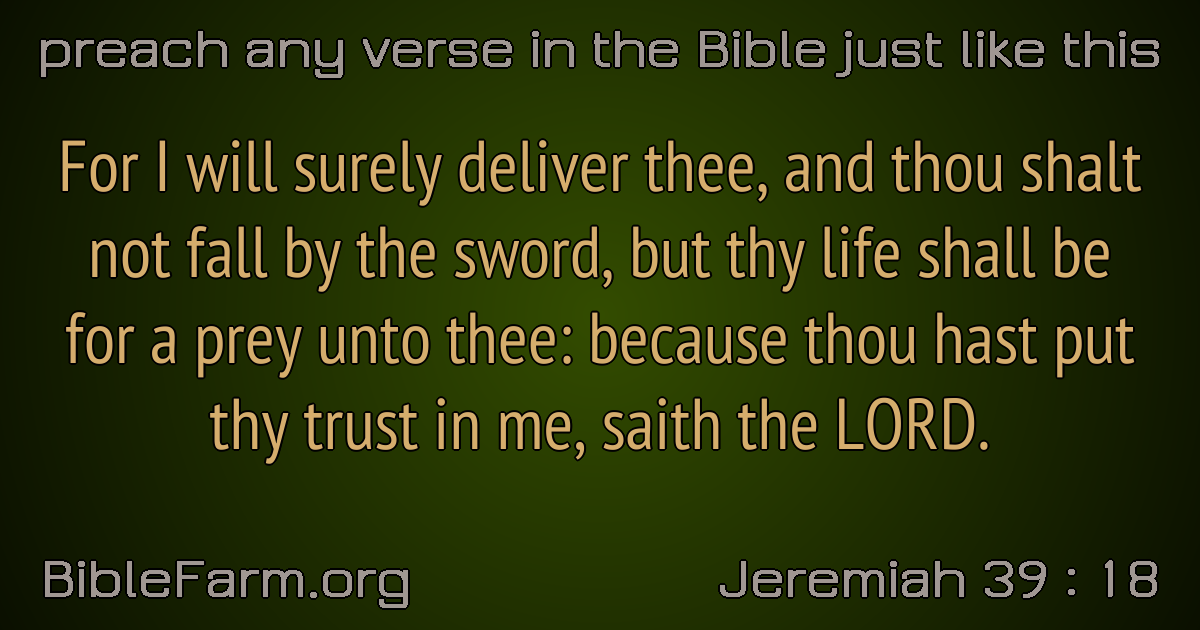 preach any verse in the Bible just like this
For I will surely deliver thee, and thou shalt
not fall by the sword, but thy life shall be
for a prey unto thee: because thou hast put
thy trust in me, saith the LORD.
BibleFarm.org
Jeremiah 39 : 18